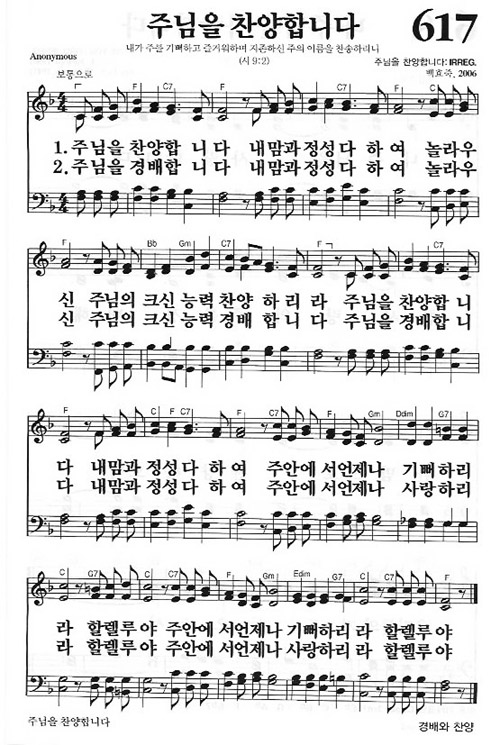 주님을 찬양합니다
617
내가 주를 기뻐하고 즐거워하며 지존하신 주의 이름을 찬송하리니
(시 9:2)
Anonymous
주님을 찬양합니다: IRREG.
백효죽, 2006
보통으로
F C7 F C F C7
1.주님을 찬양합 니 다 내맘과정성다 하 여 놀라우
2.주님을 경배합 니 다 내맘과정성다 하 여 놀라우
F Bb Gm C7 F C7
신 주님의 크신 능력 찬양 하 리 라 주님을 찬양합 니
신 주님의 크신능력 경배 합 니 다 주님을 경배합 니
F C F C7 F Gm Ddim G7
다 내맘과 정성다 하 여 주안에 서언제나 기 뻐하리
다 내맘과 정성다 하 여 주안에 서언제나 사 랑하리
C G7 C C7 F Gm Edim F C7 F
라 할렐루야 주안에 서언제나 기뻐하리 라 할렐루야
라 할렐루야 주안에 서언제나 사랑하리 라 할렐루야
주님을 찬양합니다
경배와 찬양